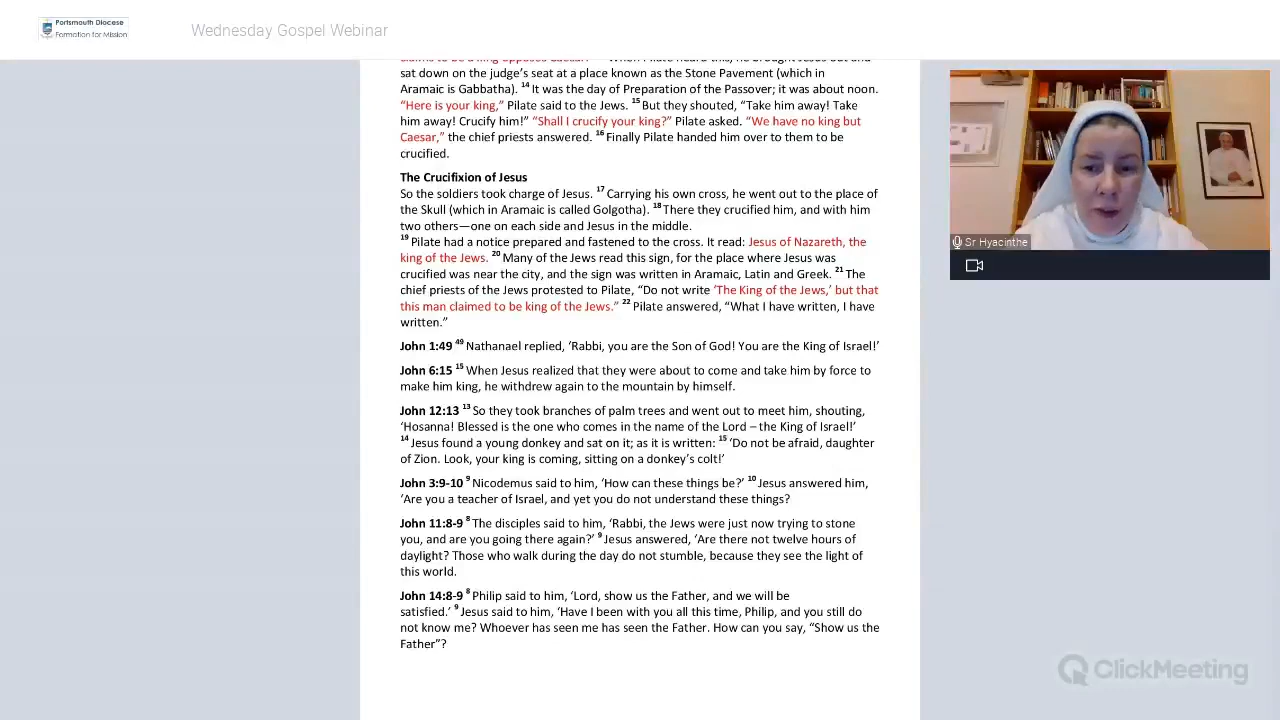 Portsmouth Diocese
Formation for Mission
Wednesday Gospel Webinar
claims to be a king opposes Caesar." When Pilate heard this, he brought Jesus out and
sat down on the judge's seat at a place known as the Stone Pavement (which in
Aramaic is Gabbatha). 14 It was the day of Preparation of the Passover; it was about noon.
“Here is your king,” Pilate said to the Jews. 15 But they shouted, “Take him away! Take
him away! Crucify him!” “Shall I crucify your king?” Pilate asked. “We have no king but
Caesar,” the chief priests answered. 16 Finally Pilate handed him over to them to be
crucified.
The Crucifixion of Jesus
So the soldiers took charge of Jesus. 17 Carrying his own cross, he went out to the place of
the Skull (which in Aramaic is called Golgotha). 18 There they crucified him, and with him
two others—one on each side and Jesus in the middle.
19 Pilate had a notice prepared and fastened to the cross. It read: Jesus of Nazareth, the
king of the Jews. 20 Many of the Jews read this sign, for the place where Jesus was
crucified was near the city, and the sign was written in Aramaic, Latin and Greek. 21 The
chief priests of the Jews protested to Pilate, “Do not write ‘The King of the Jews,’ but that
this man claimed to be king of the Jews.” 22 Pilate answered, “What I have written, I have
written.”
John 1:49 49 Nathanael replied, ‘Rabbi, you are the Son of God! You are the King of Israel!’
John 6:15 15 When Jesus realized that they were about to come and take him by force to
make him king, he withdrew again to the mountain by himself.
John 12:13 13 So they took branches of palm trees and went out to meet him, shouting,
‘Hosanna! Blessed is the one who comes in the name of the Lord – the King of Israel!’
14 Jesus found a young donkey and sat on it; as it is written: 15 ‘Do not be afraid, daughter
of Zion. Look, your king is coming, sitting on a donkey’s colt!’
John 3:9-10 9 Nicodemus said to him, ‘How can these things be?’ 10 Jesus answered him,
‘Are you a teacher of Israel, and yet you do not understand these things?
John 11:8-9 8 The disciples said to him, ‘Rabbi, the Jews were just now trying to stone
you, and are you going there again?’ 9 Jesus answered, ‘Are there not twelve hours of
daylight? Those who walk during the day do not stumble, because they see the light of
this world.
John 14:8-9 8 Philip said to him, ‘Lord, show us the Father, and we will be
satisfied.’ 9 Jesus said to him, ‘Have I been with you all this time, Philip, and you still do
not know me? Whoever has seen me has seen the Father. How can you say, “Show us the
Father”?
Sr Hyacinthe
ClickMeeting